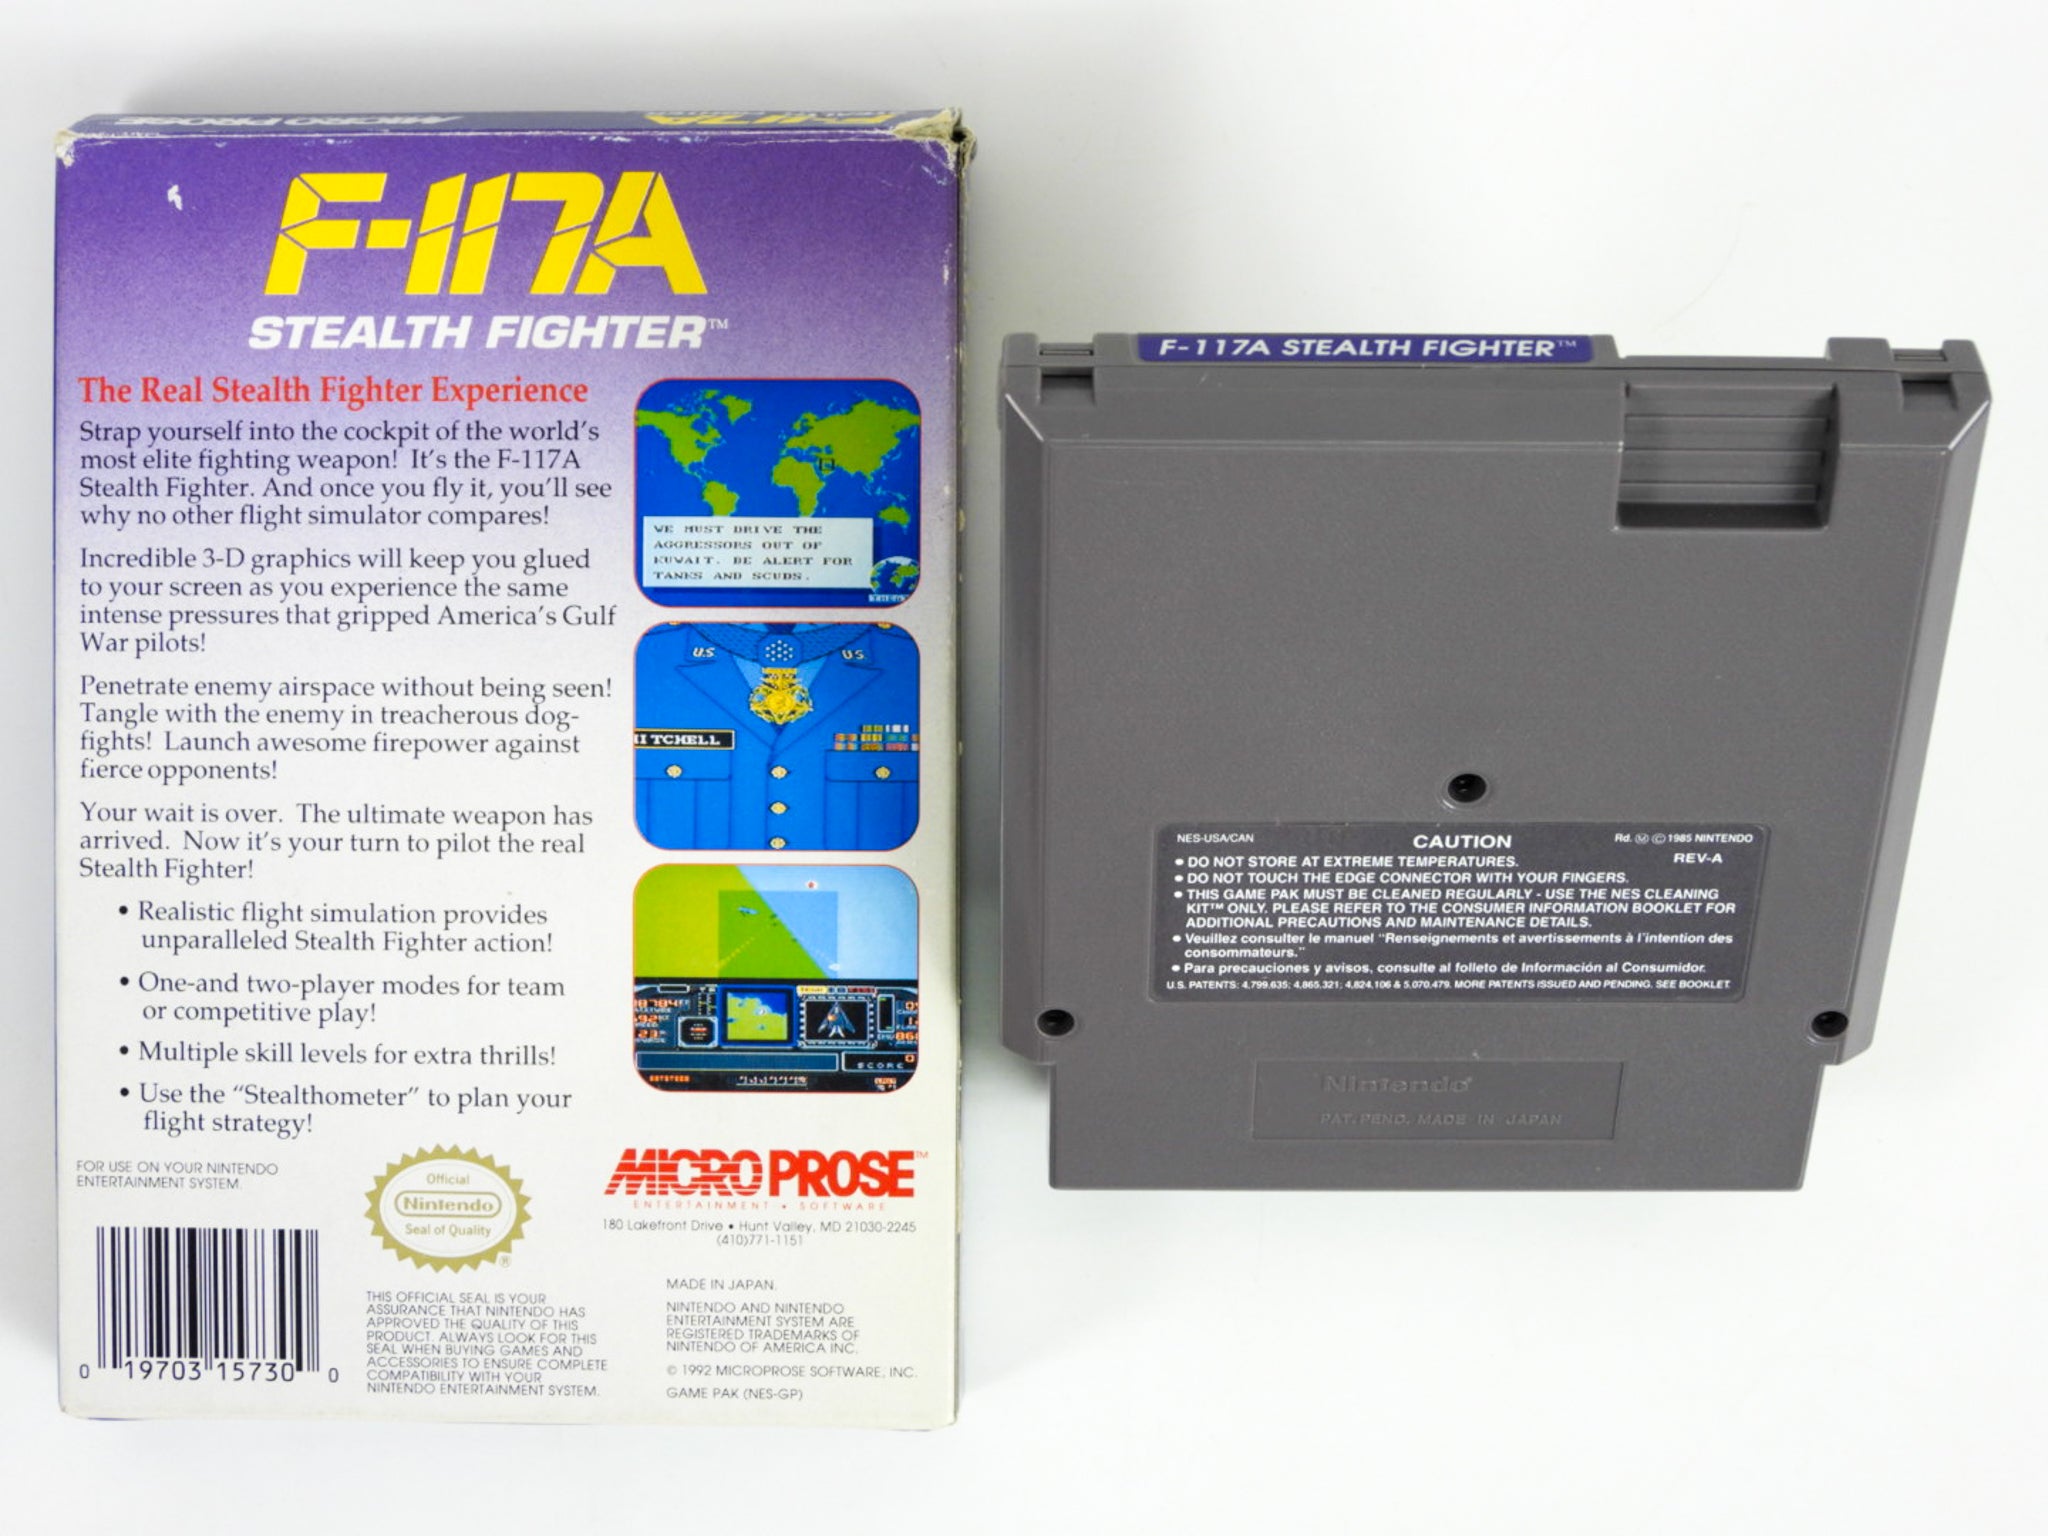 F-117A
STEALTH FIGHTER™
The Real Stealth Fighter Experience
Strap yourself into the cockpit of the world's
most elite fighting weapon! It's the F-117A
Stealth Fighter. And once you fly it, you'll see
why no other flight simulator compares!
Incredible 3-D graphics will keep you glued
to your screen as you experience the same
intense pressures that gripped America's Gulf
War pilots!
Penetrate enemy airspace without being seen!
Tangle with the enemy in treacherous dog-
fights! Launch awesome firepower against
fierce opponents!
Your wait is over. The ultimate weapon has
arrived. Now it's your turn to pilot the real
Stealth Fighter!
• Realistic flight simulation provides
unparalleled Stealth Fighter action!
• One-and two-player modes for team
or competitive play!
• Multiple skill levels for extra thrills!
• Use the "Stealthometer" to plan your
flight strategy!
WE MUST DRIVE THE
AGGRESSORS OUT OF
KUWAIT. BE ALERT FOR
TANKS AND SCUDS.
U.S. U.S.
MITCHELL
SCORE
FOR USE ON YOUR NINTENDO
ENTERTAINMENT SYSTEM.
Official
Nintendo
Seal of Quality
®
MICROPROSE™
ENTERTAINMENT • SOFTWARE
180 Lakefront Drive • Hunt Valley, MD 21030-2245
(410)771-1151
0 19703 15730 0
THIS OFFICIAL SEAL IS YOUR
ASSURANCE THAT NINTENDO HAS
APPROVED THE QUALITY OF THIS
PRODUCT. ALWAYS LOOK FOR THIS
SEAL WHEN BUYING GAMES AND
ACCESSORIES TO ENSURE COMPLETE
COMPATIBILITY WITH YOUR
NINTENDO ENTERTAINMENT SYSTEM.
MADE IN JAPAN.
NINTENDO AND NINTENDO
ENTERTAINMENT SYSTEM ARE
REGISTERED TRADEMARKS OF
NINTENDO OF AMERICA INC.
© 1992 MICROPROSE SOFTWARE, INC.
GAME PAK (NES-GP)
F-117A STEALTH FIGHTER™
NES-USA/CAN CAUTION Rd. Ⓜ © 1985 NINTENDO
REV-A
• DO NOT STORE AT EXTREME TEMPERATURES.
• DO NOT TOUCH THE EDGE CONNECTOR WITH YOUR FINGERS.
• THIS GAME PAK MUST BE CLEANED REGULARLY - USE THE NES CLEANING
KIT™ ONLY. PLEASE REFER TO THE CONSUMER INFORMATION BOOKLET FOR
ADDITIONAL PRECAUTIONS AND MAINTENANCE DETAILS.
• Veuillez consulter le manuel "Renseignements et avertissements à l'intention des
consommateurs."
• Para precauciones y avisos, consulte al folleto de Información al Consumidor.
U.S. PATENTS: 4,799,635; 4,865,321; 4,824,106 & 5,070,479. MORE PATENTS ISSUED AND PENDING. SEE BOOKLET.
Nintendo®
PAT. PEND. MADE IN JAPAN